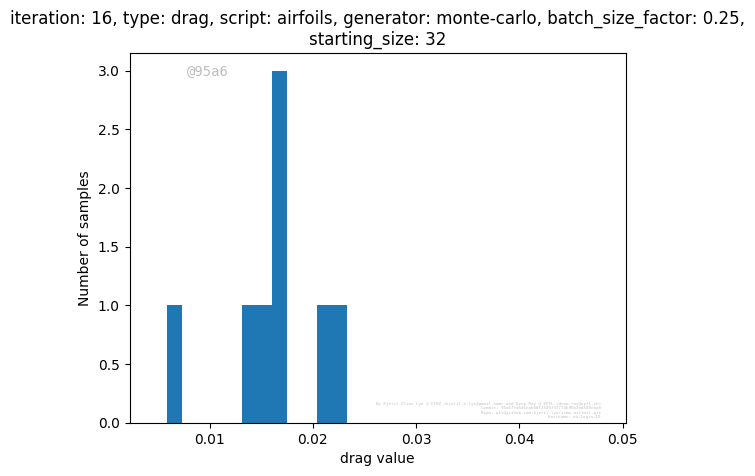 iteration: 16, type: drag, script: airfoils, generator: monte-carlo, batch_size_factor: 0.25,
starting_size: 32
@95a6
3.0
2.5
2.0
1.5
1.0
0.5
0.0
Number of samples
0.01 0.02 0.03 0.04 0.05
drag value